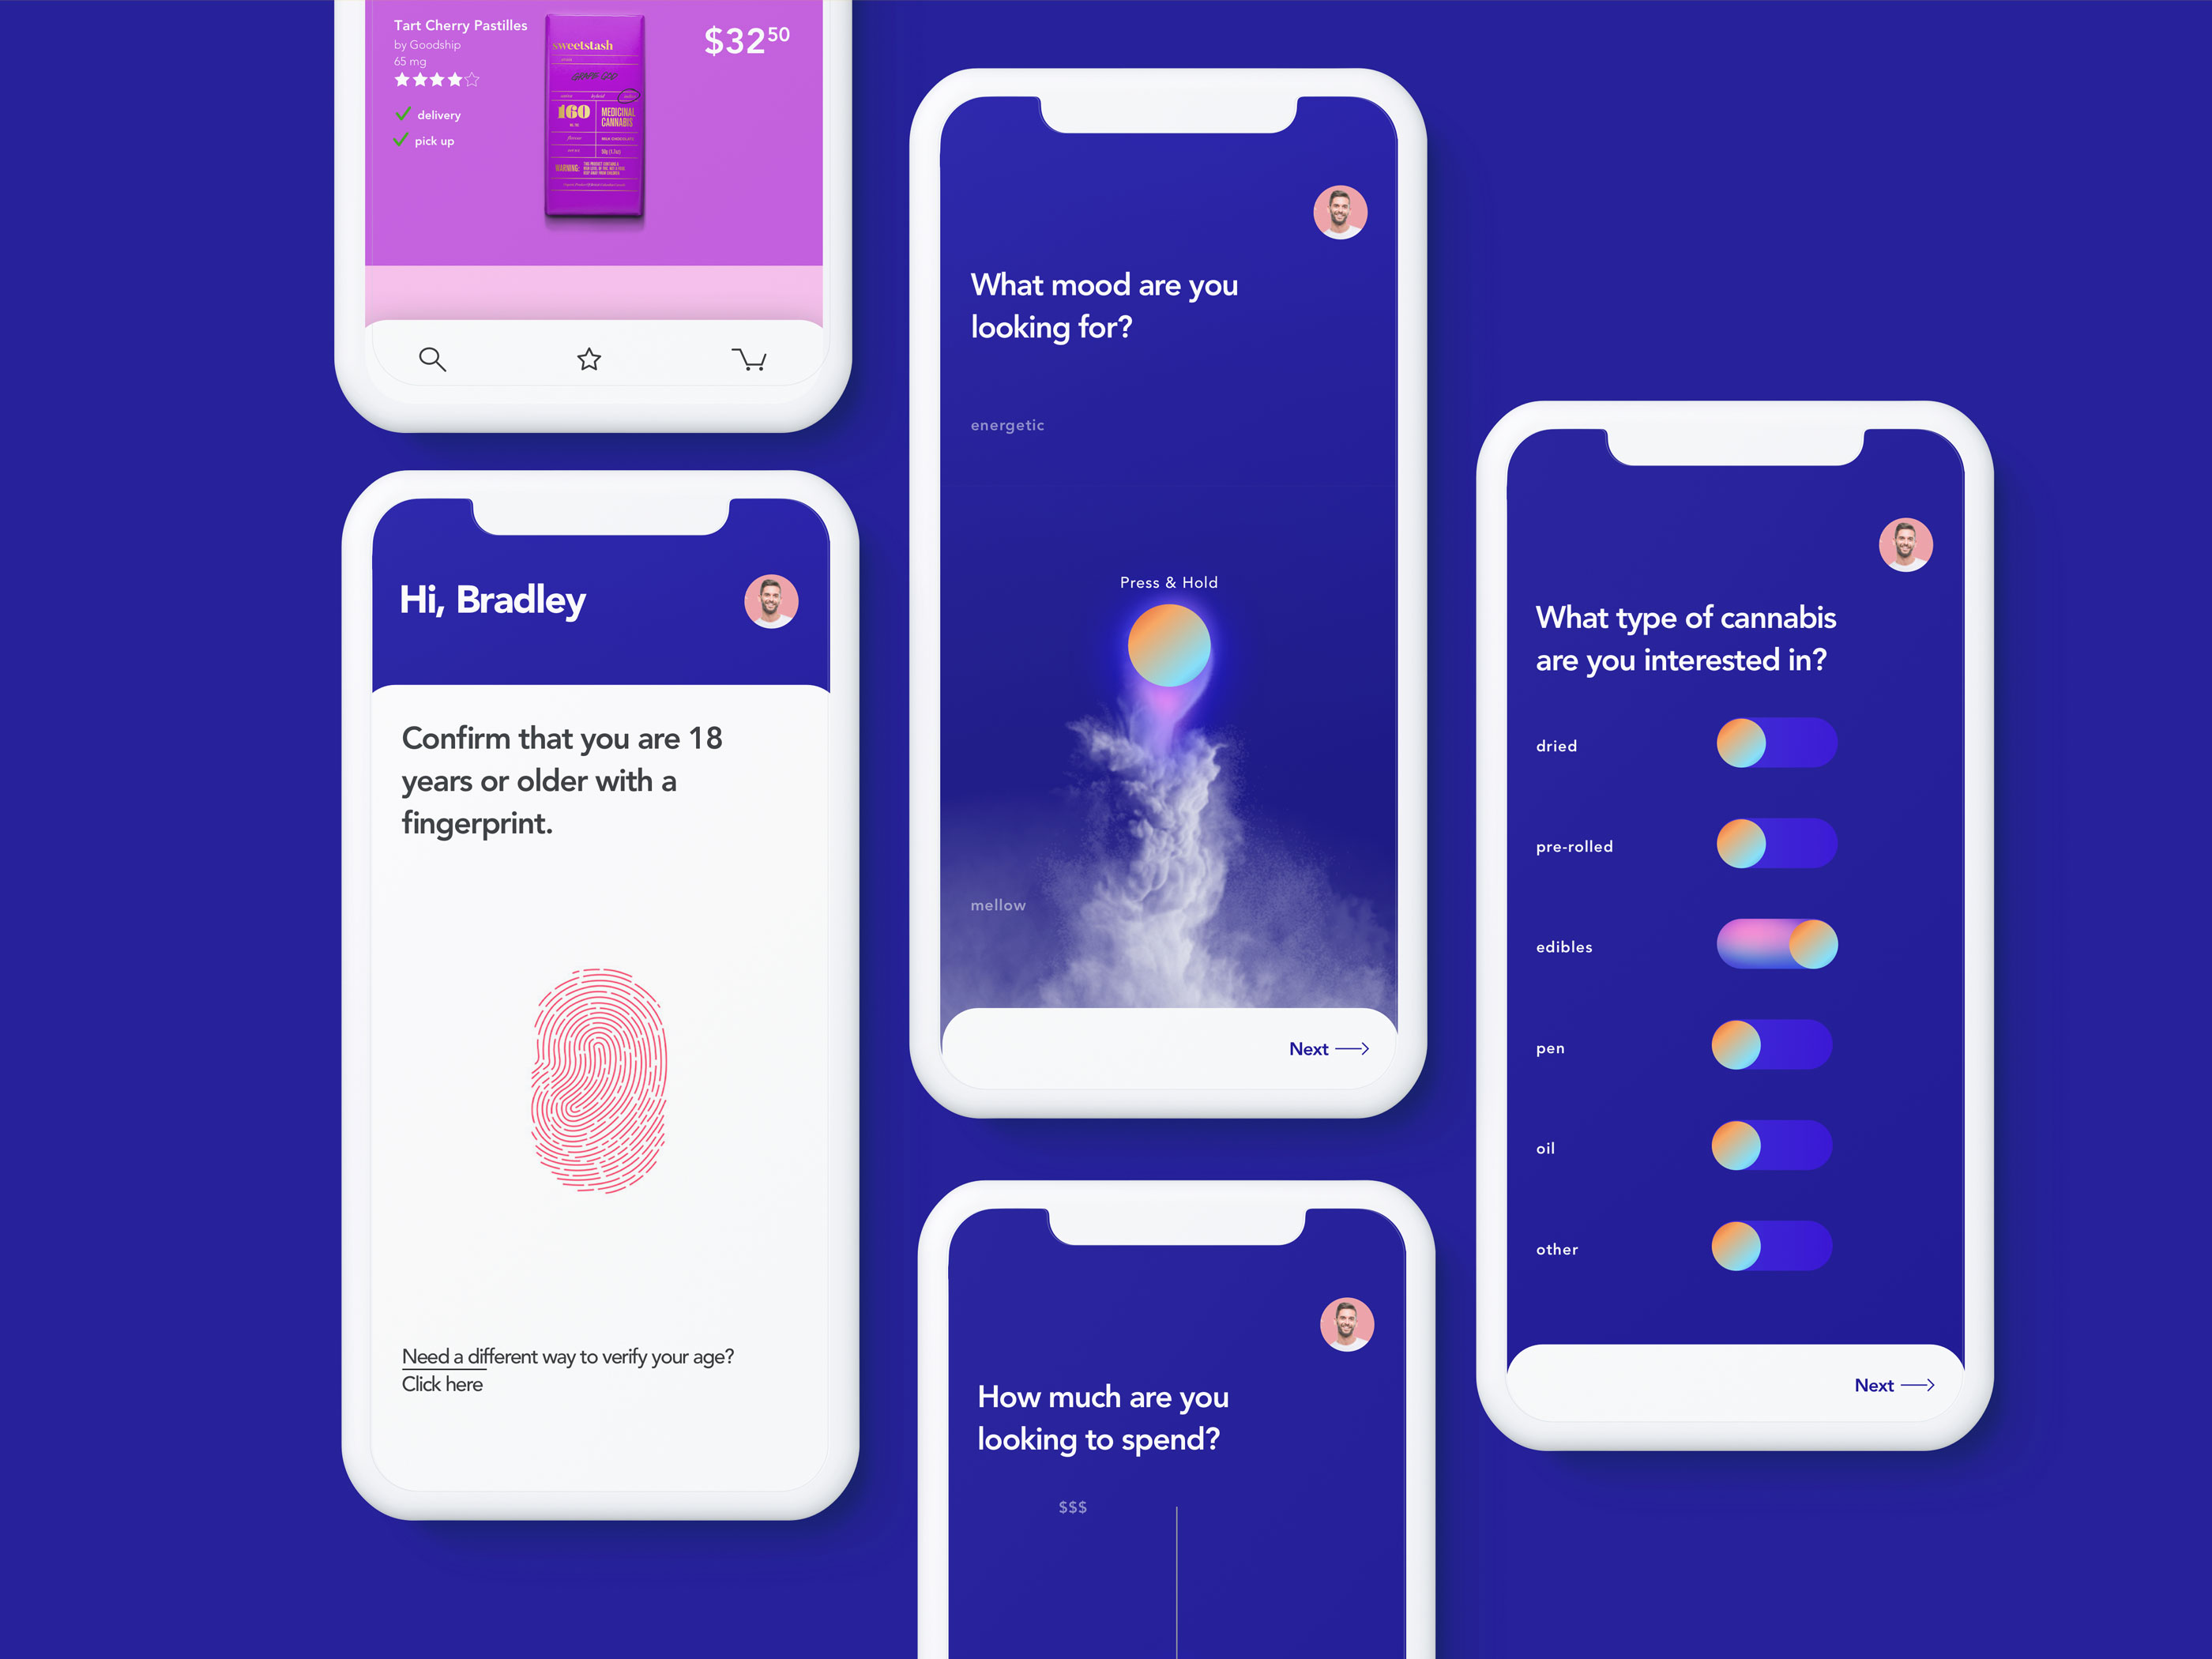 Tart Cherry Pastilles
by Goodship
65 mg
delivery
pick up
sweetstash
160
MEDICINAL
CANNABIS
MILK CHOCOLATE
WARNING:
$32.50
Hi, Bradley
Confirm that you are 18
years or older with a
fingerprint.
Need a different way to verify your age?
Click here
What mood are you
looking for?
energetic
Press & Hold
mellow
Next
How much are you
looking to spend?
$$$
What type of cannabis
are you interested in?
dried
pre-rolled
edibles
pen
oil
other
Next